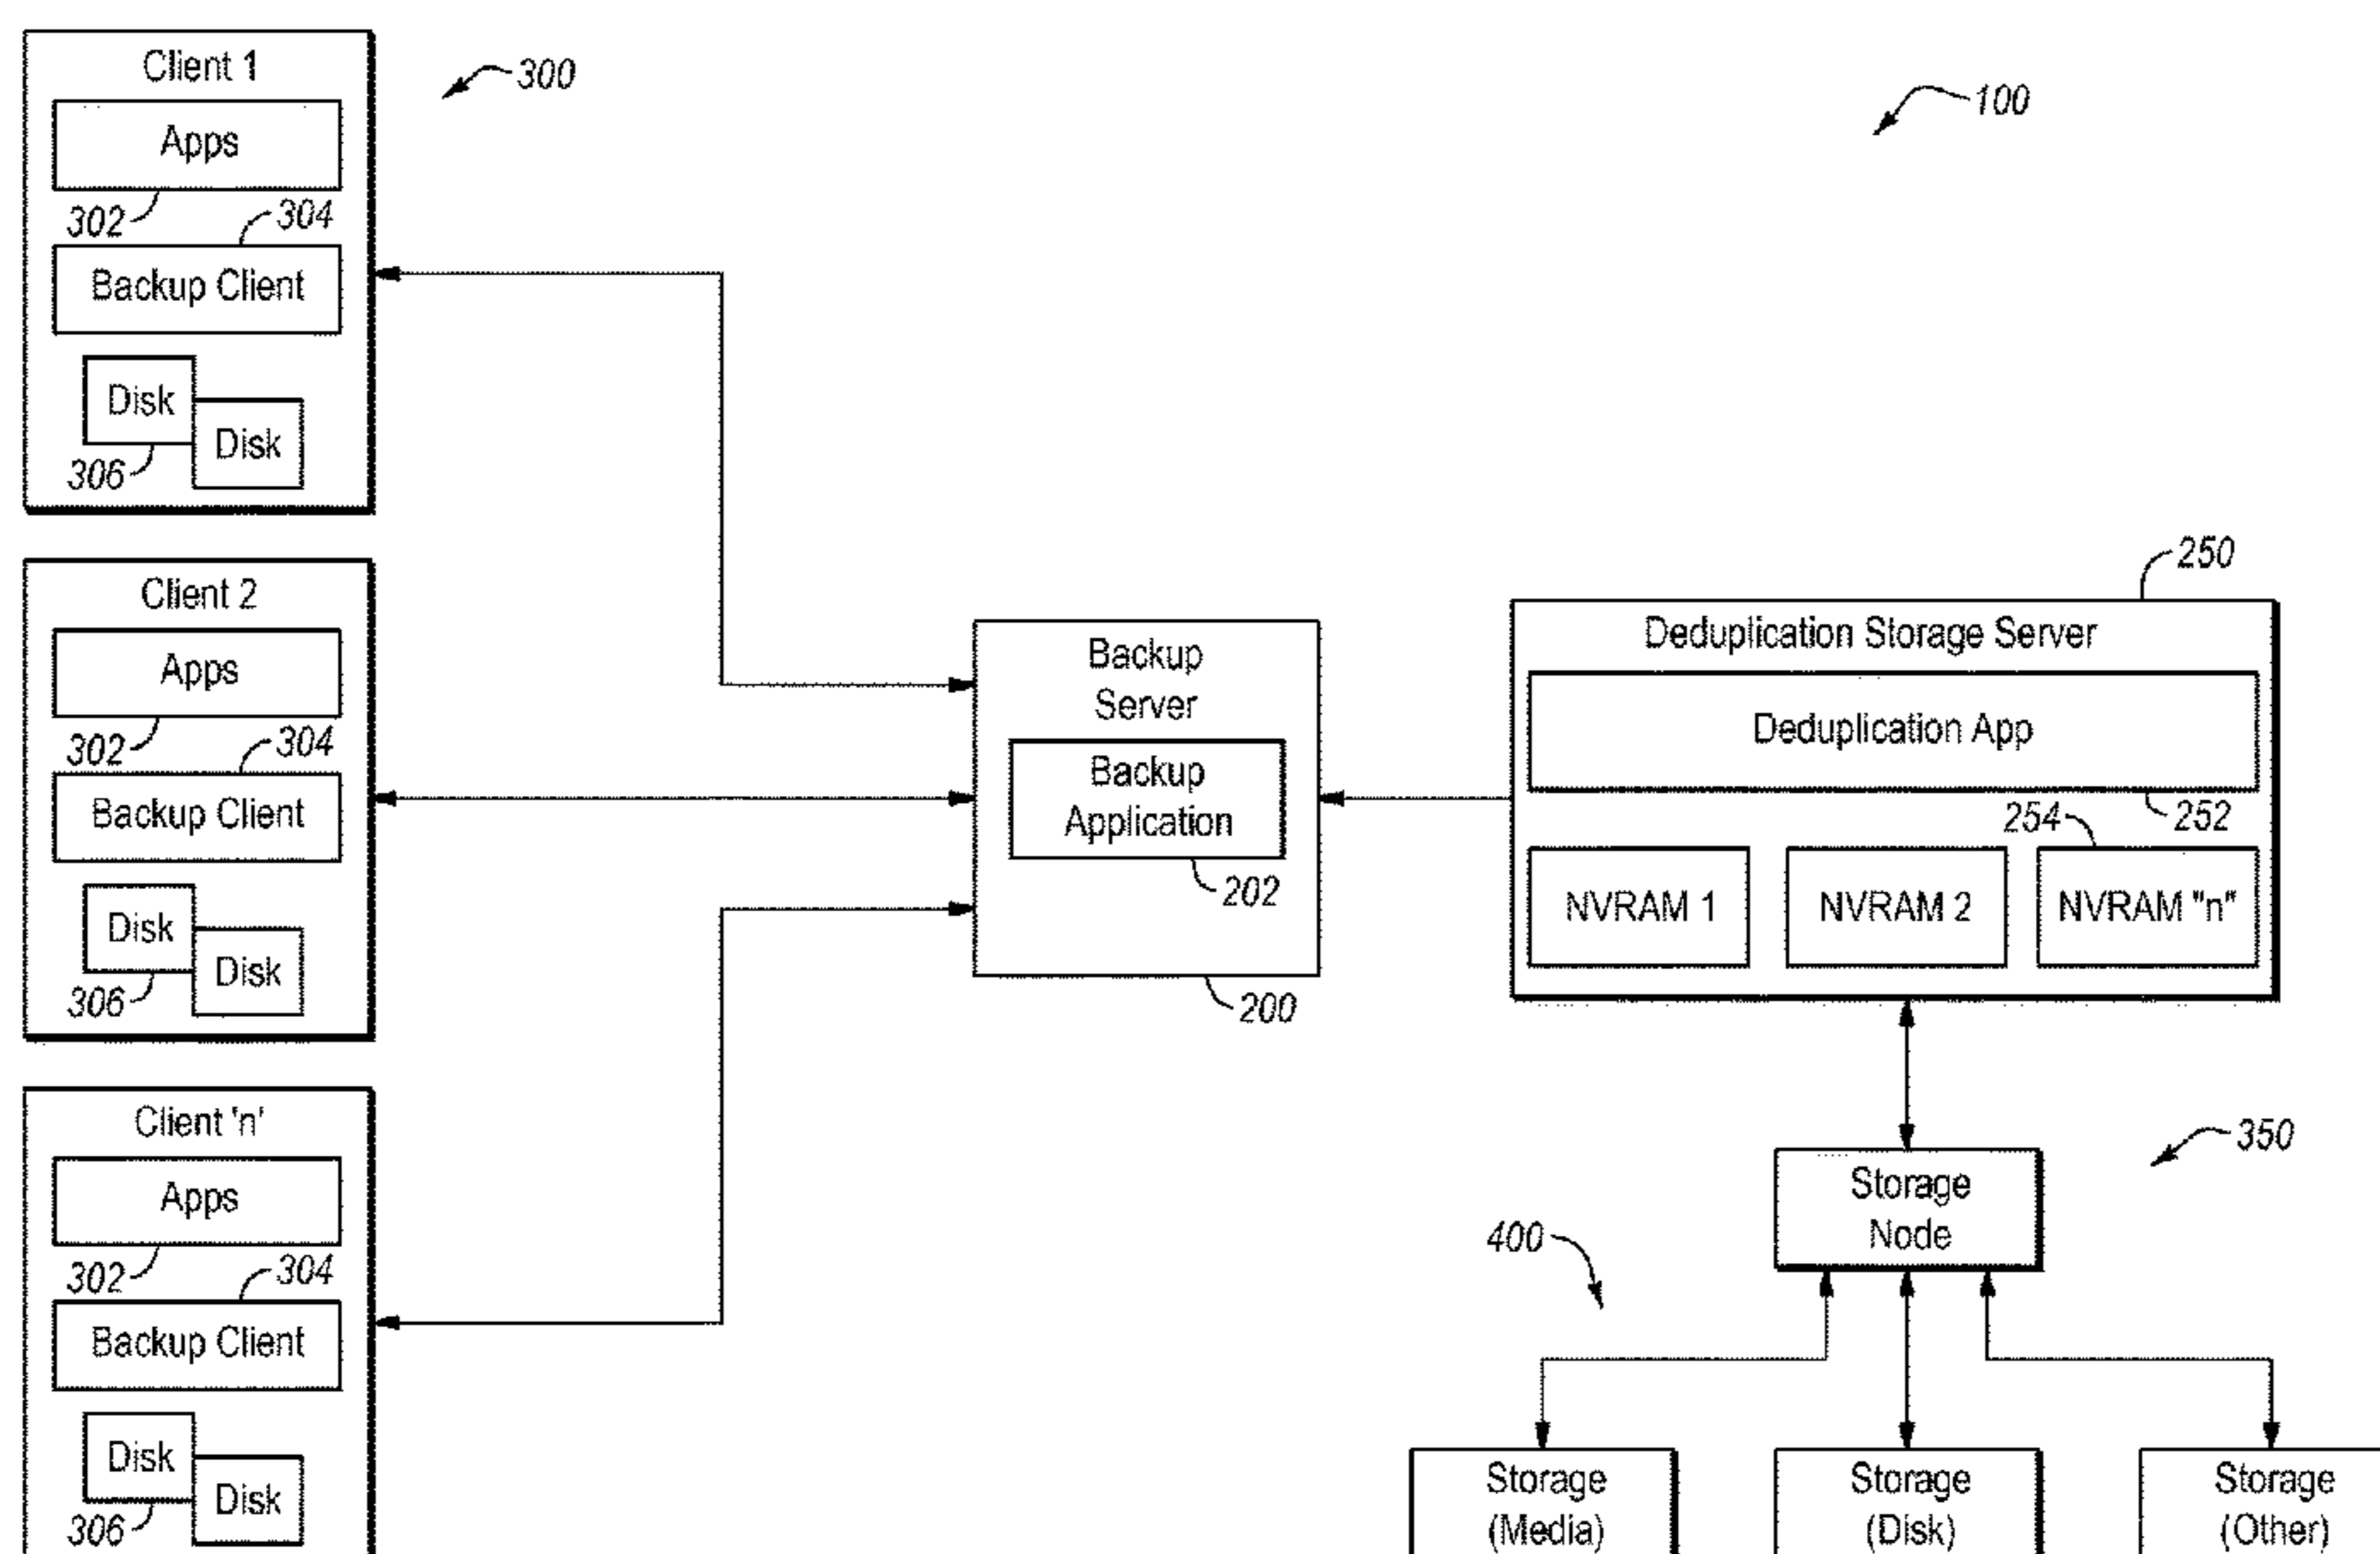 Client 1
300
Apps
302
304
Backup Client
Disk
Disk
306
Client 2
Apps
302
304
Backup Client
Disk
Disk
306
Client 'n'
Apps
302
304
Backup Client
Disk
Disk
306
100
Backup
Server
Backup
Application
202
200
250
Deduplication Storage Server
Deduplication App
252
254
NVRAM 1
NVRAM 2
NVRAM "n"
350
Storage
Node
400
Storage
(Media)
Storage
(Disk)
Storage
(Other)